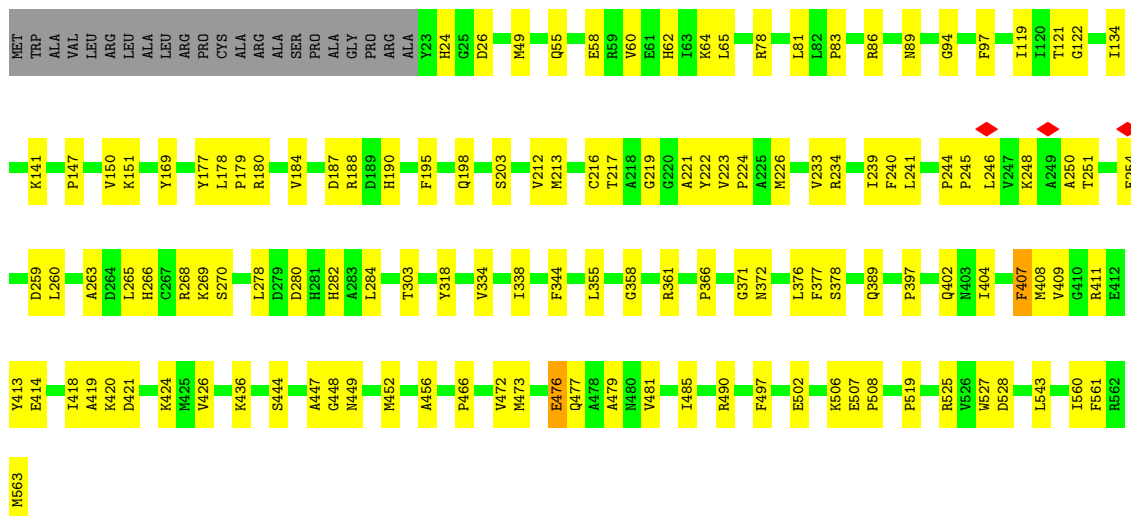 MET TRP ALA VAL LEU ARG LEU ALA LEU ARG PRO CYS ALA ARG ALA SER PRO ALA GLY PRO ARG ALA Y23 H24 G25 D26 M49 Q55 E58 R59 V60 E61 H62 I63 K64 L65 R78 L81 L82 P83 R86 N89 G94 F97 I119 I120 T121 G122 I134
K141 P147 V150 K151 Y169 Y177 L178 P179 R180 V184 D187 R188 D189 H190 F195 Q198 S203 V212 M213 C216 T217 A218 G219 G220 A221 Y222 V223 P224 A225 M226 V233 R234 I239 F240 L241 P244 P245 L246 V247 K248 A249 A250 T251
D259 L260 A263 D264 L265 H266 C267 R268 K269 S270 L278 D279 D280 H281 H282 A283 L284 T303 Y318 V334 I338 F344 L355 G358 R361 P366 G371 N372 L376 F377 S378 Q389 P397 Q402 N403 I404 F407 M408 V409 G410 R411 E412
Y413 E414 I418 A419 K420 D421 K424 M425 V426 K436 S444 A447 G448 N449 M452 A456 P466 V472 M473 E476 Q477 A478 A479 N480 V481 I485 R490 F497 E502 K506 E507 P508 P519 R525 V526 W527 D528 L543 I560 F561 R562
M563